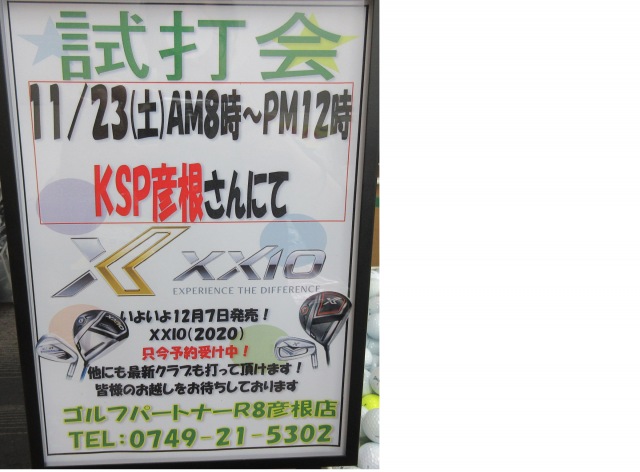 試打会
11/23(土)AM8時～PM12時
KSP彦根さんにて
XXIO
EXPERIENCE THE DIFFERENCE
いよいよ12月7日発売!
XXIO(2020)
只今予約受け中!
他にも最新クラブも打って頂けます!
皆様のお越しをお待ちしております
ゴルフパートナーR8彦根店
TEL:0749-21-5302